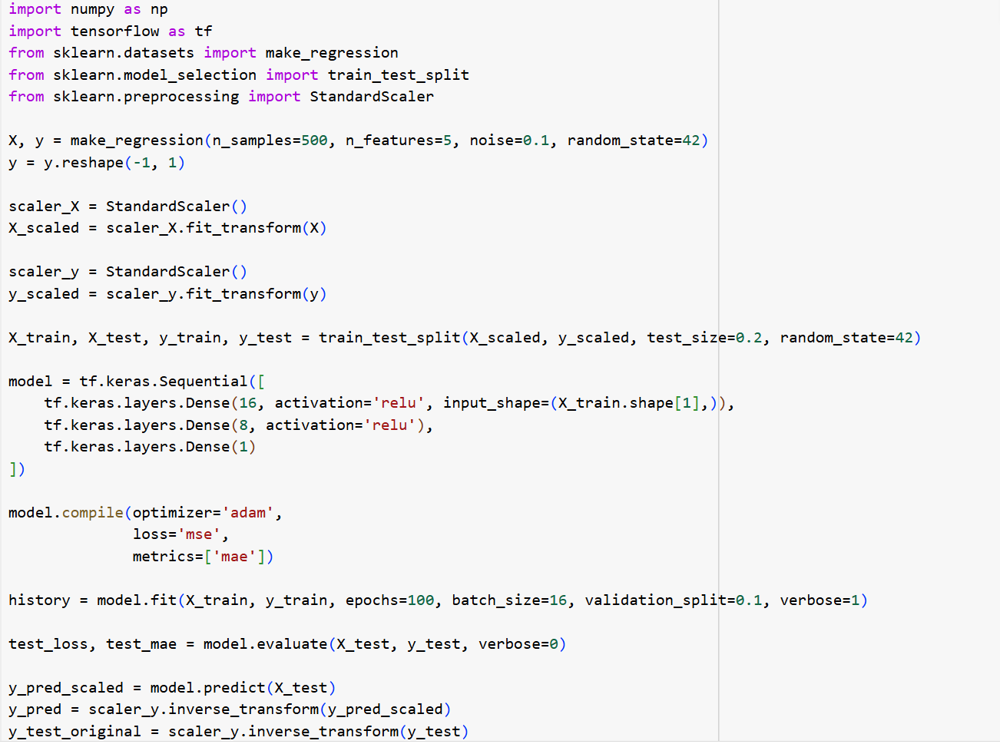 import numpy as np
import tensorflow as tf
from sklearn.datasets import make_regression
from sklearn.model_selection import train_test_split
from sklearn.preprocessing import StandardScaler

X, y = make_regression(n_samples=500, n_features=5, noise=0.1, random_state=42)
y = y.reshape(-1, 1)

scaler_X = StandardScaler()
X_scaled = scaler_X.fit_transform(X)

scaler_y = StandardScaler()
y_scaled = scaler_y.fit_transform(y)

X_train, X_test, y_train, y_test = train_test_split(X_scaled, y_scaled, test_size=0.2, random_state=42)

model = tf.keras.Sequential([
    tf.keras.layers.Dense(16, activation='relu', input_shape=(X_train.shape[1],)),
    tf.keras.layers.Dense(8, activation='relu'),
    tf.keras.layers.Dense(1)
])

model.compile(optimizer='adam',
              loss='mse',
              metrics=['mae'])

history = model.fit(X_train, y_train, epochs=100, batch_size=16, validation_split=0.1, verbose=1)

test_loss, test_mae = model.evaluate(X_test, y_test, verbose=0)

y_pred_scaled = model.predict(X_test)
y_pred = scaler_y.inverse_transform(y_pred_scaled)
y_test_original = scaler_y.inverse_transform(y_test)